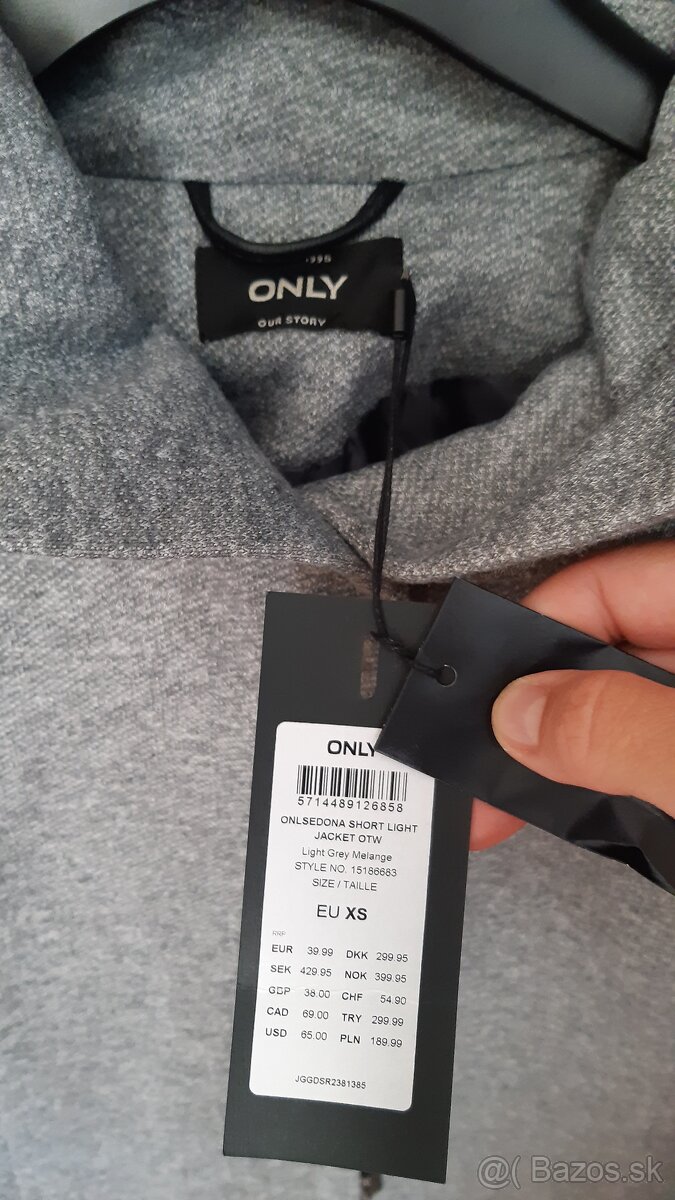 1995
ONLY
OUR STORY
ONLY
5714489126858
ONLSEDONA SHORT LIGHT
JACKET OTW
Light Grey Melange
STYLE NO. 15186683
SIZE / TAILLE
EU XS
RRP
EUR 39.99 DKK 299.95
SEK 429.95 NOK 399.95
GBP 38.00 CHF 54.90
CAD 69.00 TRY 299.99
USD 65.00 PLN 189.99
JGGDSR2381385
@( Bazos.sk